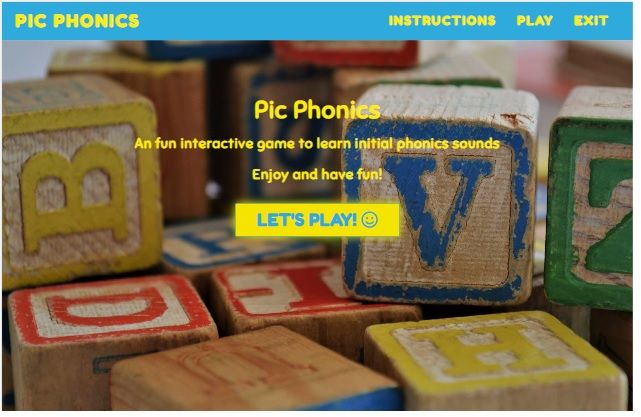 PIC PHONICS
INSTRUCTIONS PLAY EXIT
Pic Phonics
An fun interactive game to learn initial phonics sounds
Enjoy and have fun!
LET'S PLAY! ☺
B
V
Z
D
H